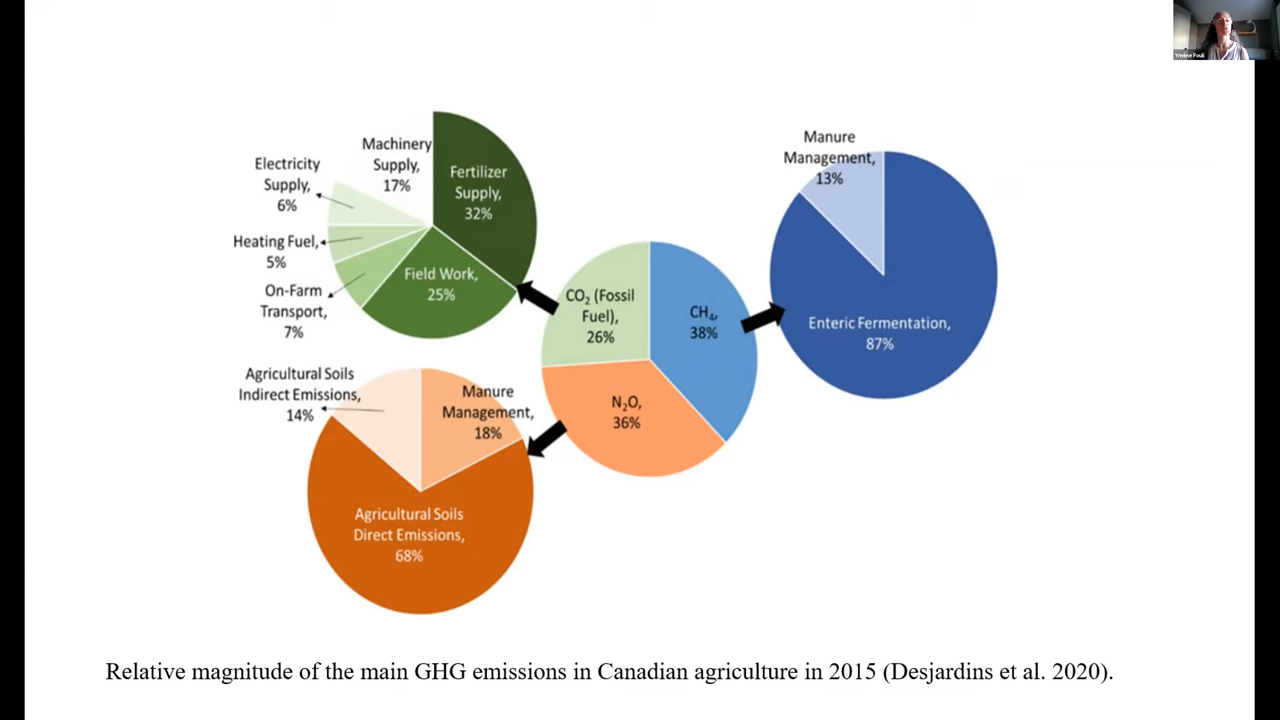 Ymène Fouli
Machinery
Supply,
17%
Fertilizer
Supply,
32%
Electricity
Supply,
6%
Heating Fuel,
5%
On-Farm
Transport,
7%
Field Work,
25%
Manure
Management,
13%
Enteric Fermentation,
87%
CO₂ (Fossil
Fuel),
26%
CH₄,
38%
N₂O,
36%
Agricultural Soils
Indirect Emissions,
14%
Manure
Management,
18%
Agricultural Soils
Direct Emissions,
68%
Relative magnitude of the main GHG emissions in Canadian agriculture in 2015 (Desjardins et al. 2020).